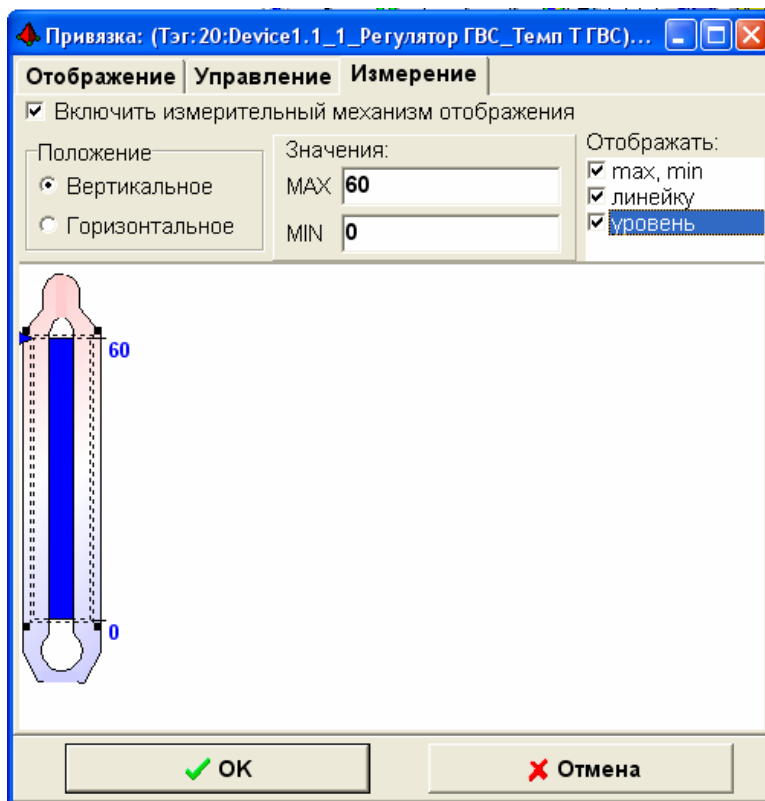 Привязка: (Тэг:20:Device1.1_1_Регулятор ГВС_Темп Т ГВС)...
Отображение Управление Измерение
Включить измерительный механизм отображения
Положение
Вертикальное
Горизонтальное
Значения:
MAX 60
MIN 0
Отображать:
max, min
линейку
уровень
60
0
OK
Отмена